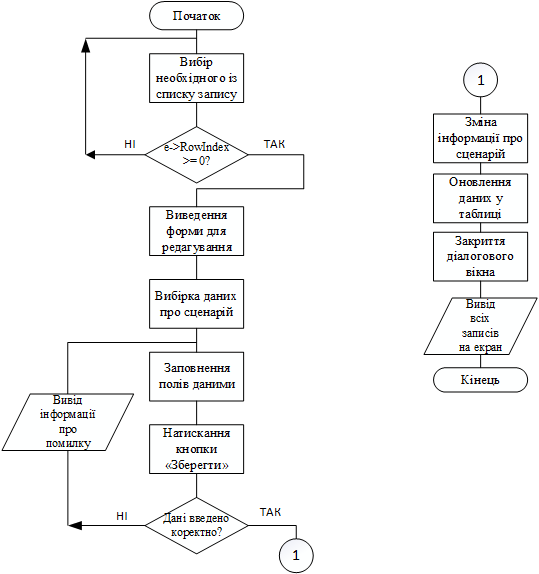 Початок
Вибір
необхідного із
списку запису
НІ
e->RowIndex
>= 0?
ТАК
Виведення
форми для
редагування
Вибірка даних
про сценарій
Заповнення
полів даними
Вивід
інформації
про
помилку
Натискання
кнопки
«Зберегти»
НІ
Дані введено
коректно?
ТАК
1
1
Зміна
інформації про
сценарій
Оновлення
даних у
таблиці
Закриття
діалогового
вікна
Вивід
всіх
записів
на екран
Кінець